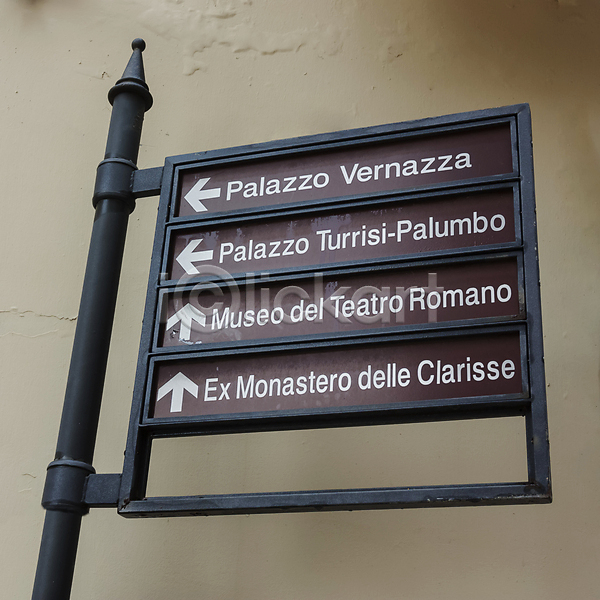 Palazzo Vernazza
Palazzo Turrisi-Palumbo
Museo del Teatro Romano
Ex Monastero delle Clarisse